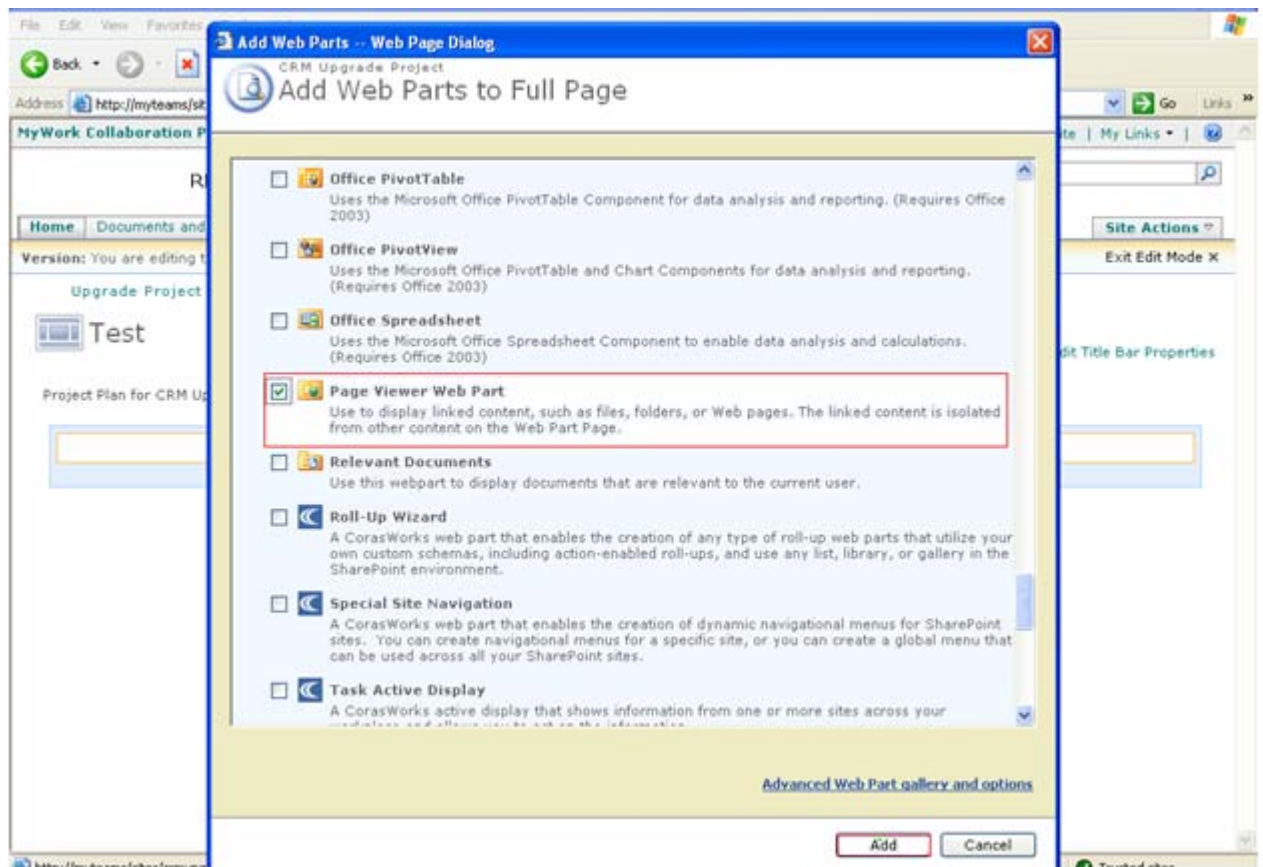 File Edit View Favorites
Add Web Parts -- Web Page Dialog
Back
CRM Upgrade Project
Add Web Parts to Full Page
Address http://myteams/sit
Go Links »
MyWork Collaboration P
te | My Links | 
Home Documents and
Site Actions
Version: You are editing t
Exit Edit Mode X
Upgrade Project
Test
dit Title Bar Properties
Project Plan for CRM Up
Office PivotTable
Uses the Microsoft Office PivotTable Component for data analysis and reporting. (Requires Office
2003)
Office PivotView
Uses the Microsoft Office PivotTable and Chart Components for data analysis and reporting.
(Requires Office 2003)
Office Spreadsheet
Uses the Microsoft Office Spreadsheet Component to enable data analysis and calculations.
(Requires Office 2003)
Page Viewer Web Part
Use to display linked content, such as files, folders, or Web pages. The linked content is isolated
from other content on the Web Part Page.
Relevant Documents
Use this webpart to display documents that are relevant to the current user.
Roll-Up Wizard
A CorasWorks web part that enables the creation of any type of roll-up web parts that utilize your
own custom schemas, including action-enabled roll-ups, and use any list, library, or gallery in the
SharePoint environment.
Special Site Navigation
A CorasWorks web part that enables the creation of dynamic navigational menus for SharePoint
sites. You can create navigational menus for a specific site, or you can create a global menu that
can be used across all your SharePoint sites.
Task Active Display
A CorasWorks active display that shows information from one or more sites across your
Advanced Web Part gallery and options
Add Cancel